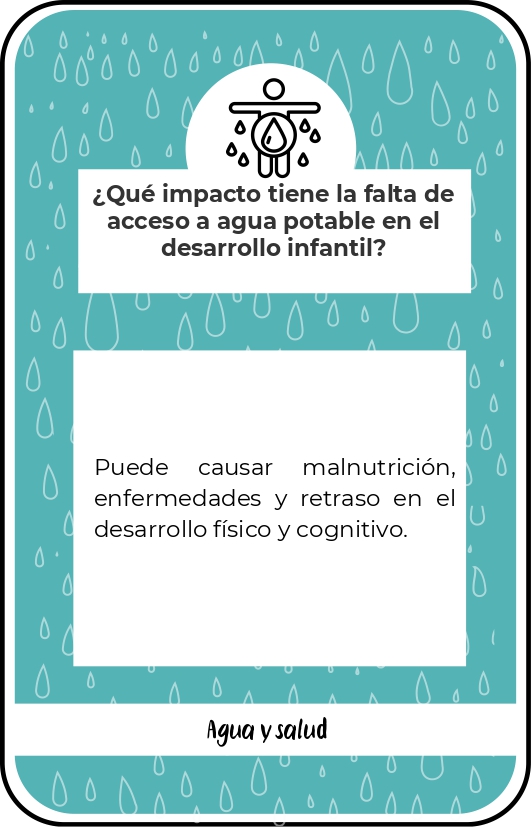 ¿Qué impacto tiene la falta de
acceso a agua potable en el
desarrollo infantil?
Puede causar malnutrición,
enfermedades y retraso en el
desarrollo físico y cognitivo.
Agua y salud